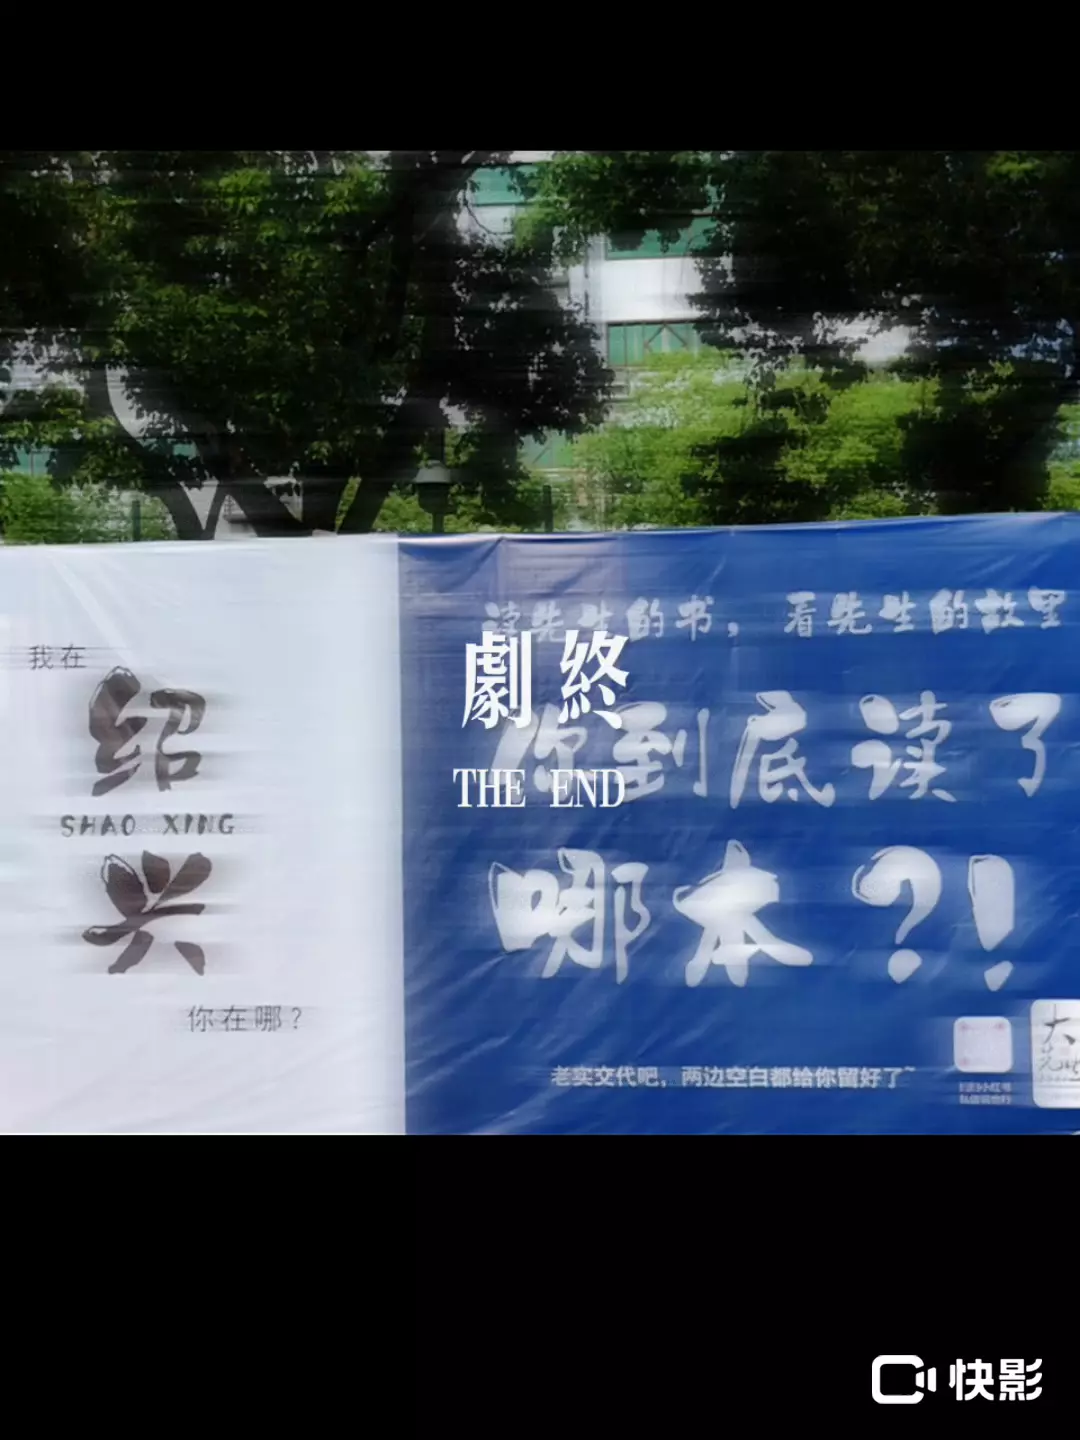 我在
绍
SHAO XING
兴
你在哪?
读先生的书，看先生的故里
你到底读了
哪本?!
老实交代吧，两边空白都给你留好了~
劇終
THE END
快影